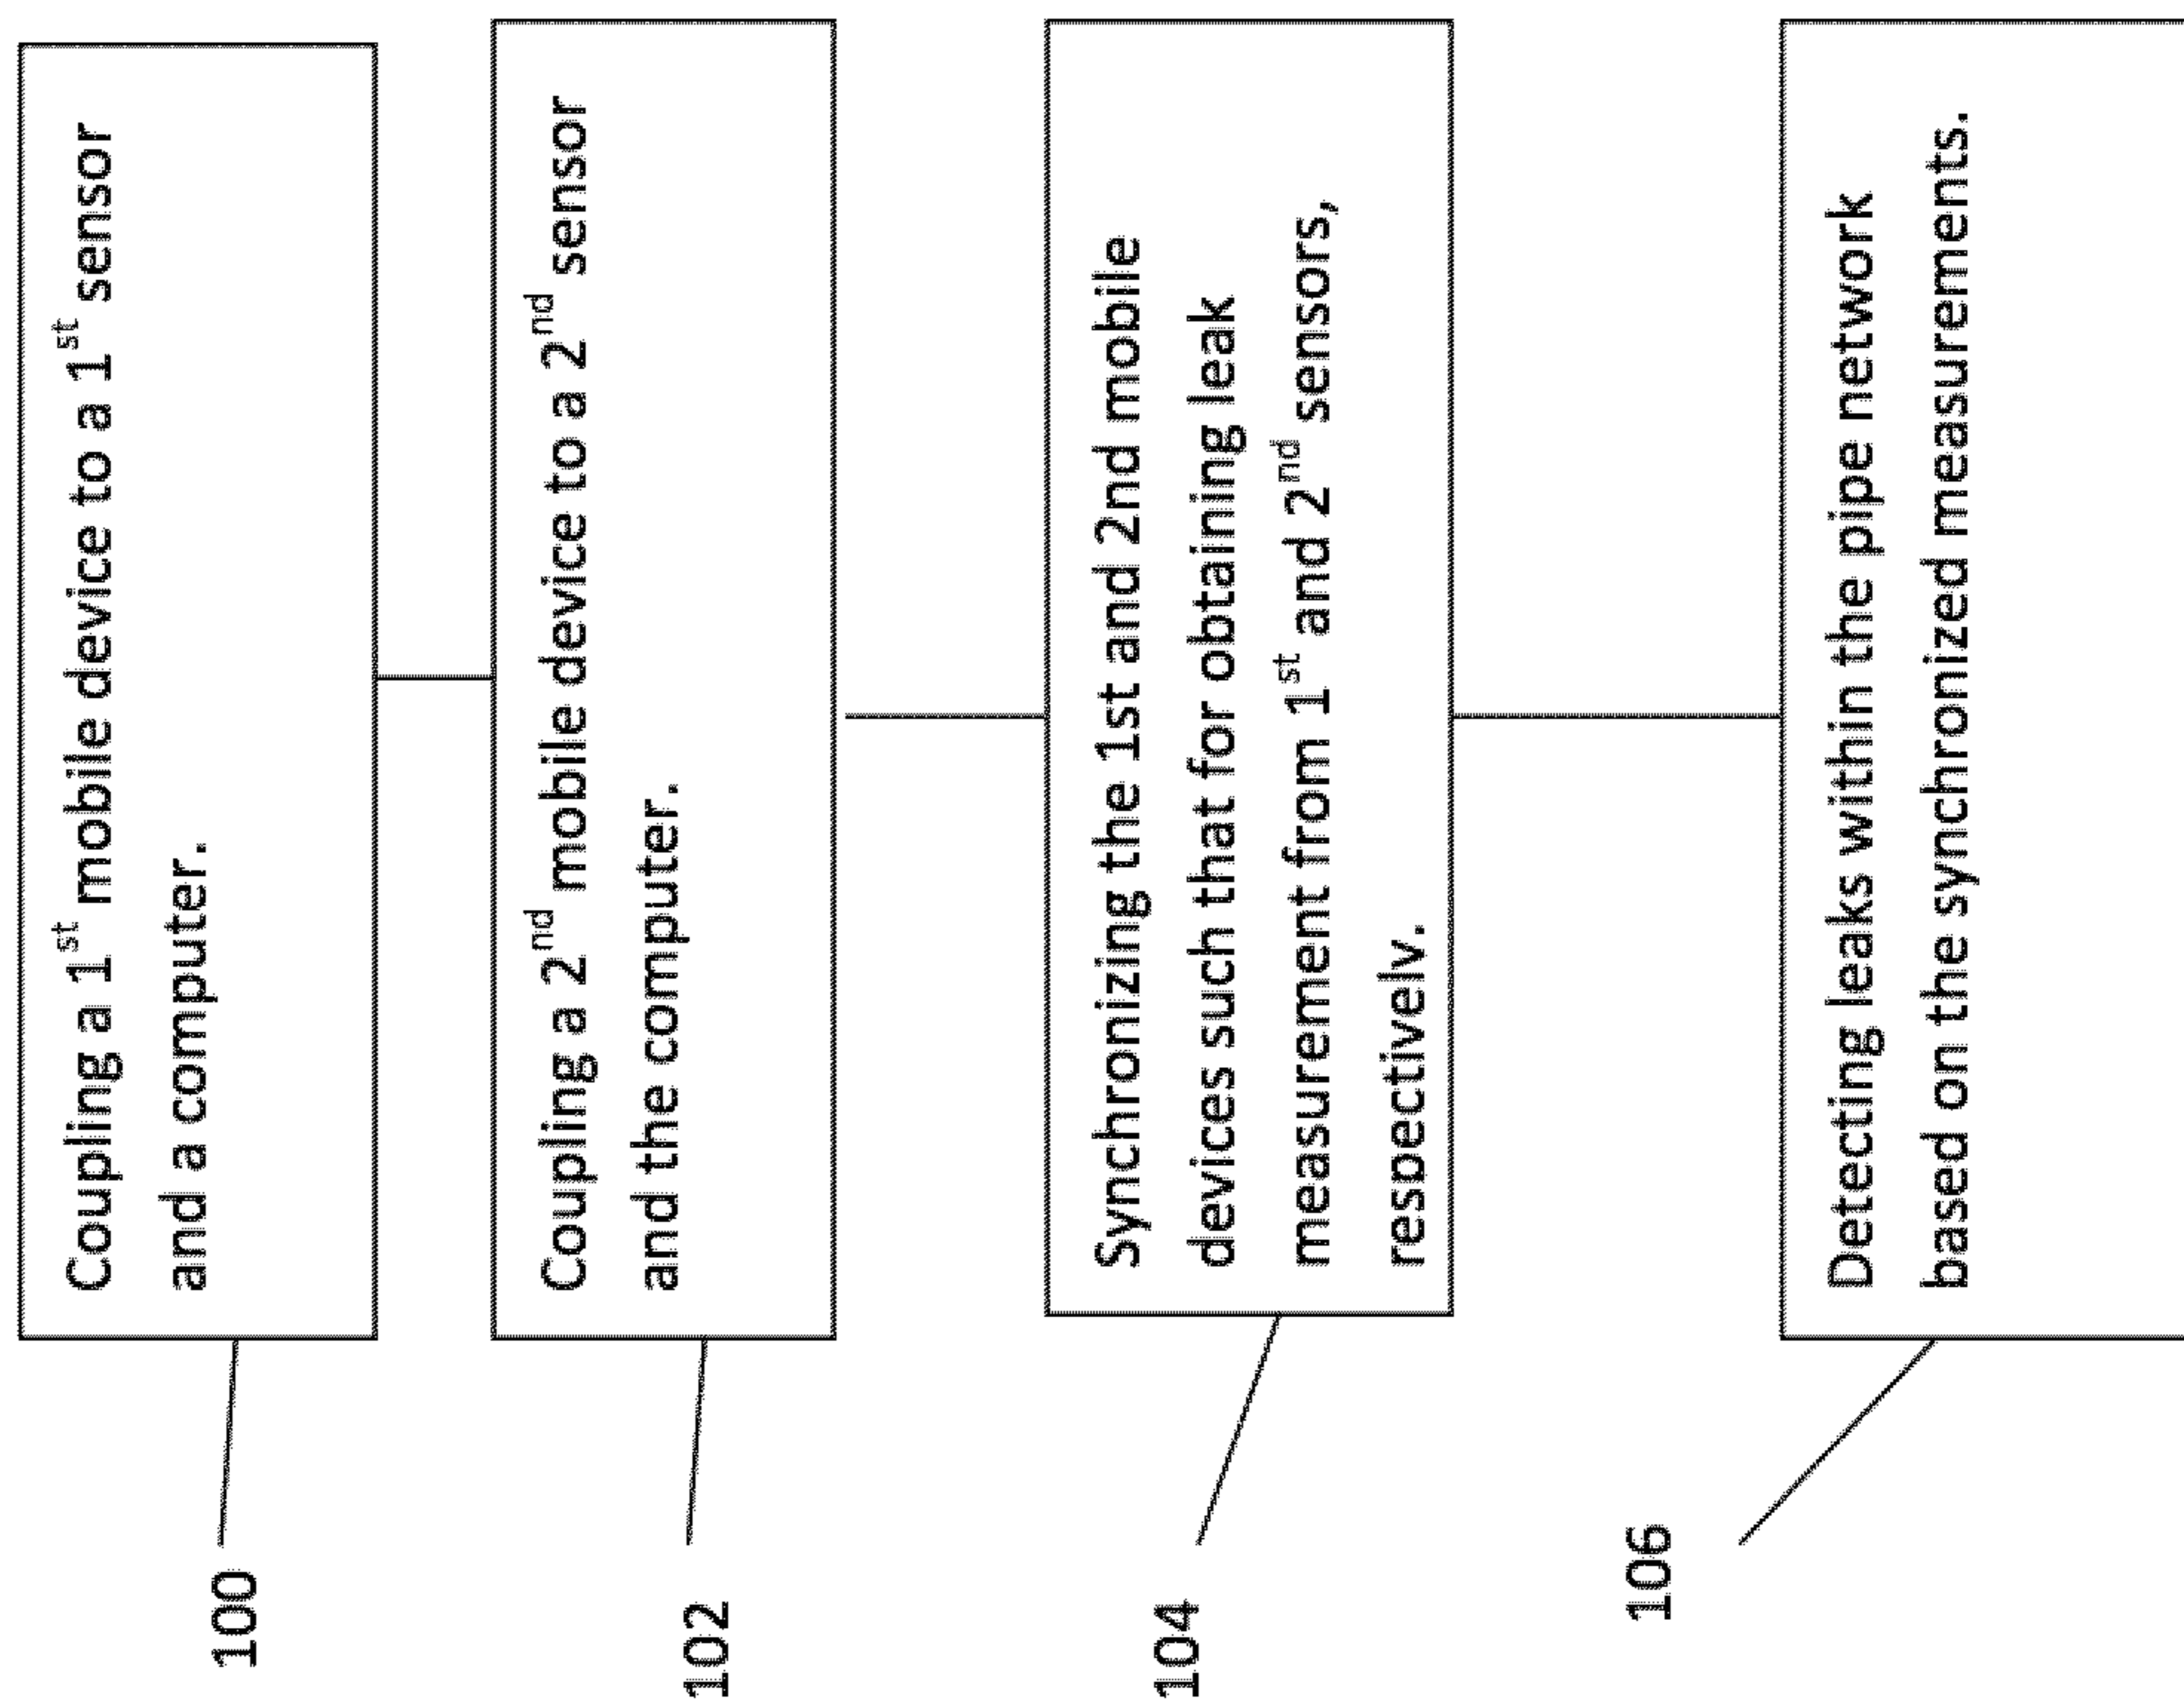 100
Coupling a 1st mobile device to a 1st sensor
and a computer.
102
Coupling a 2nd mobile device to a 2nd sensor
and the computer.
104
Synchronizing the 1st and 2nd mobile
devices such that for obtaining leak
measurement from 1st and 2nd sensors,
respectively.
106
Detecting leaks within the pipe network
based on the synchronized measurements.